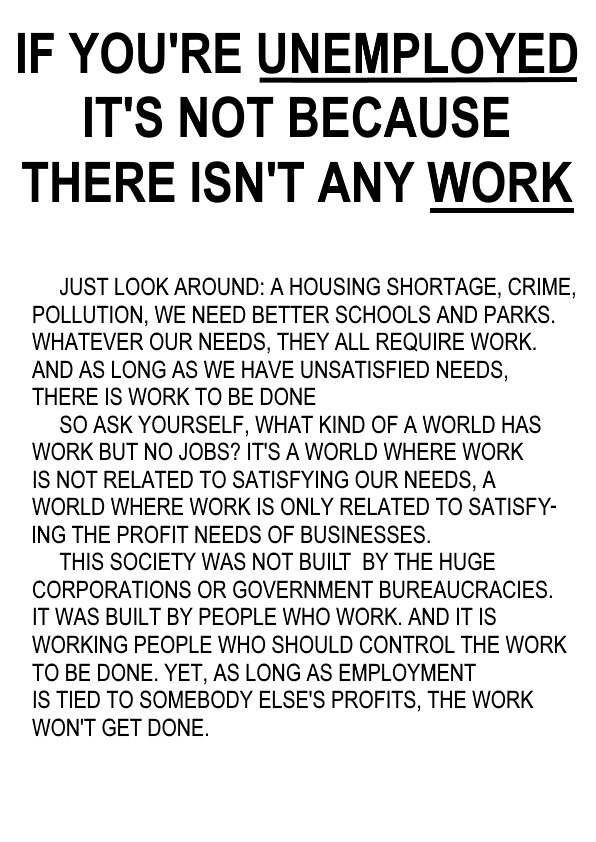 IF YOU'RE UNEMPLOYED
IT'S NOT BECAUSE
THERE ISN'T ANY WORK
JUST LOOK AROUND: A HOUSING SHORTAGE, CRIME,
POLLUTION, WE NEED BETTER SCHOOLS AND PARKS.
WHATEVER OUR NEEDS, THEY ALL REQUIRE WORK.
AND AS LONG AS WE HAVE UNSATISFIED NEEDS,
THERE IS WORK TO BE DONE
SO ASK YOURSELF, WHAT KIND OF A WORLD HAS
WORK BUT NO JOBS? IT'S A WORLD WHERE WORK
IS NOT RELATED TO SATISFYING OUR NEEDS, A
WORLD WHERE WORK IS ONLY RELATED TO SATISFY-
ING THE PROFIT NEEDS OF BUSINESSES.
THIS SOCIETY WAS NOT BUILT BY THE HUGE
CORPORATIONS OR GOVERNMENT BUREAUCRACIES.
IT WAS BUILT BY PEOPLE WHO WORK. AND IT IS
WORKING PEOPLE WHO SHOULD CONTROL THE WORK
TO BE DONE. YET, AS LONG AS EMPLOYMENT
IS TIED TO SOMEBODY ELSE'S PROFITS, THE WORK
WON'T GET DONE.